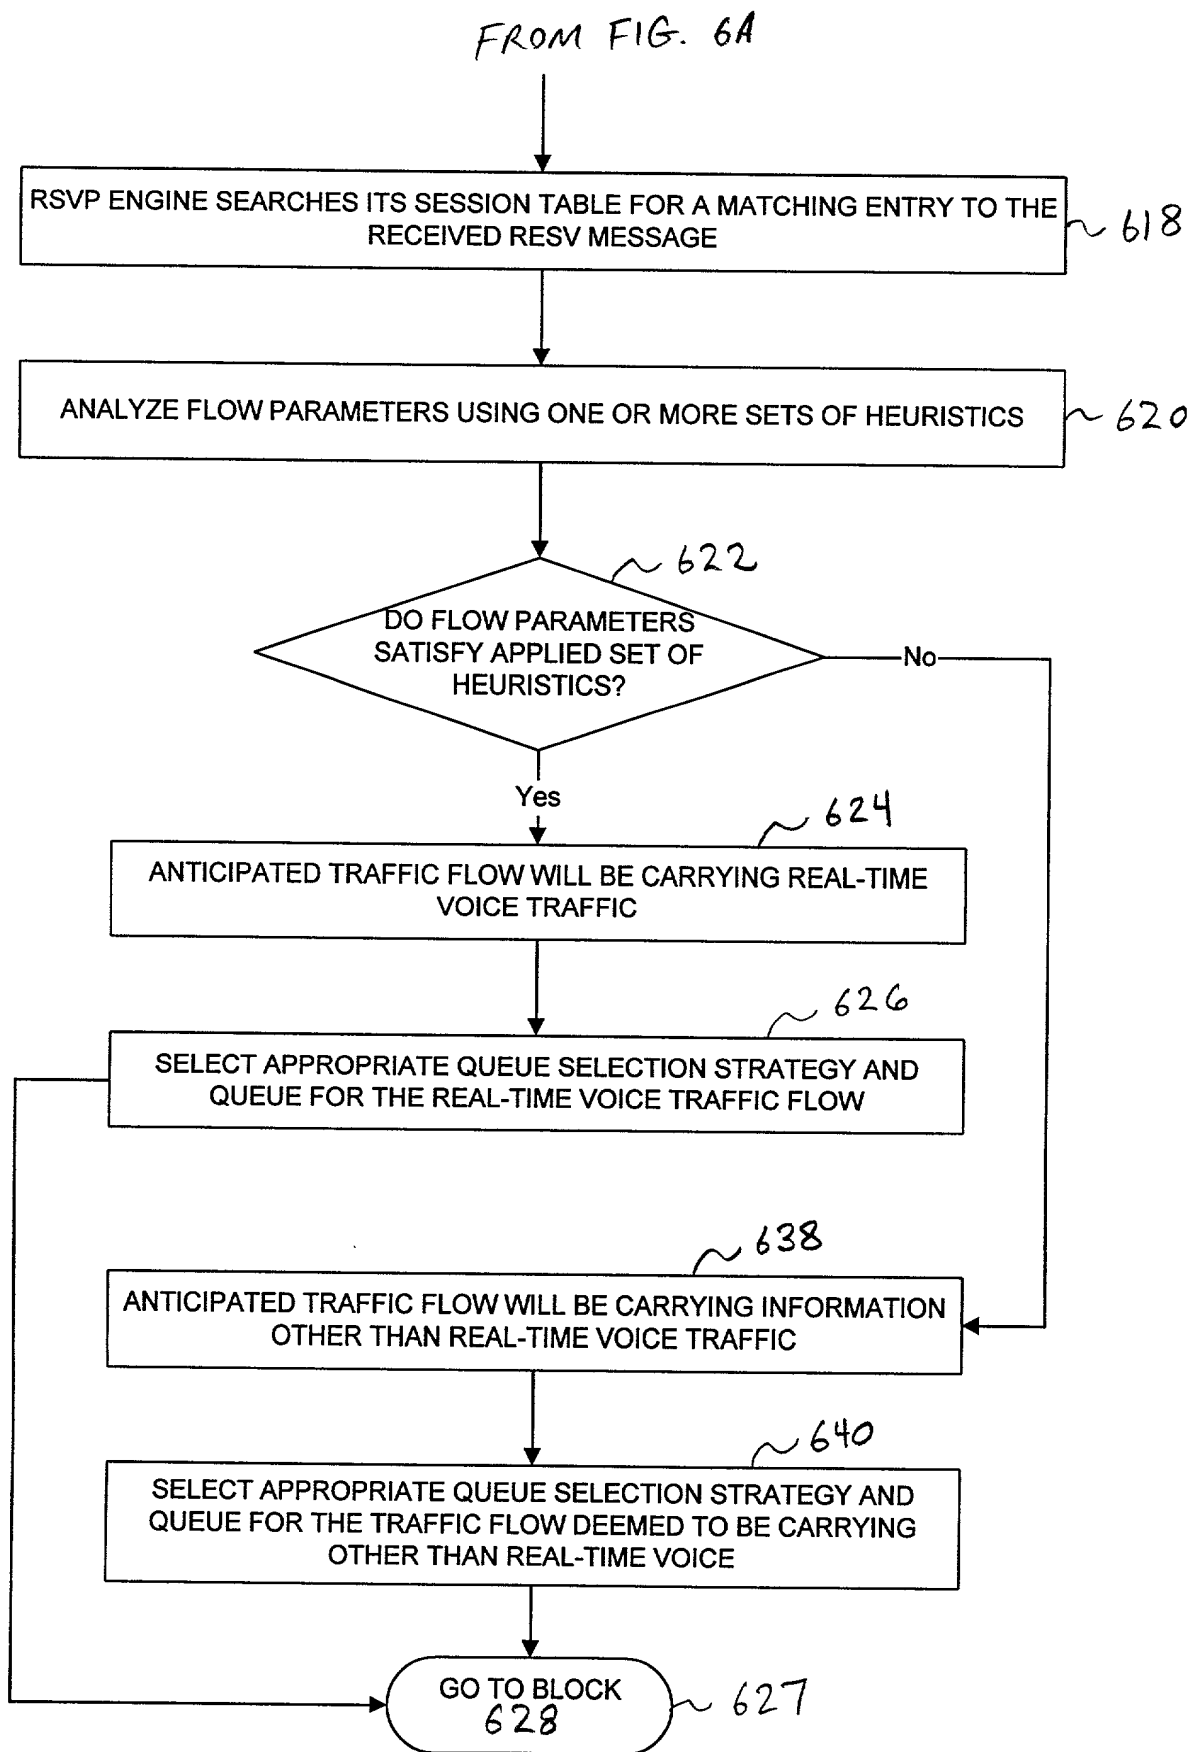 FROM FIG. 6A
RSVP ENGINE SEARCHES ITS SESSION TABLE FOR A MATCHING ENTRY TO THE
RECEIVED RESV MESSAGE
618
ANALYZE FLOW PARAMETERS USING ONE OR MORE SETS OF HEURISTICS
620
622
DO FLOW PARAMETERS
SATISFY APPLIED SET OF
HEURISTICS?
No
Yes
624
ANTICIPATED TRAFFIC FLOW WILL BE CARRYING REAL-TIME
VOICE TRAFFIC
626
SELECT APPROPRIATE QUEUE SELECTION STRATEGY AND
QUEUE FOR THE REAL-TIME VOICE TRAFFIC FLOW
638
ANTICIPATED TRAFFIC FLOW WILL BE CARRYING INFORMATION
OTHER THAN REAL-TIME VOICE TRAFFIC
640
SELECT APPROPRIATE QUEUE SELECTION STRATEGY AND
QUEUE FOR THE TRAFFIC FLOW DEEMED TO BE CARRYING
OTHER THAN REAL-TIME VOICE
GO TO BLOCK
628
627